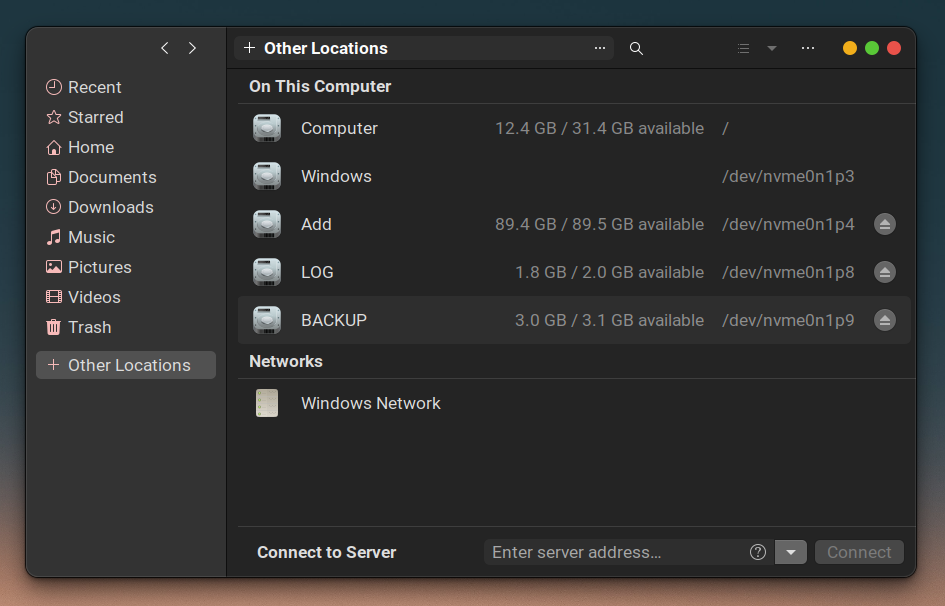 Other Locations
Recent
Starred
Home
Documents
Downloads
Music
Pictures
Videos
Trash
Other Locations
On This Computer
Computer 12.4 GB / 31.4 GB available /
Windows /dev/nvme0n1p3
Add 89.4 GB / 89.5 GB available /dev/nvme0n1p4
LOG 1.8 GB / 2.0 GB available /dev/nvme0n1p8
BACKUP 3.0 GB / 3.1 GB available /dev/nvme0n1p9
Networks
Windows Network
Connect to Server Enter server address... Connect